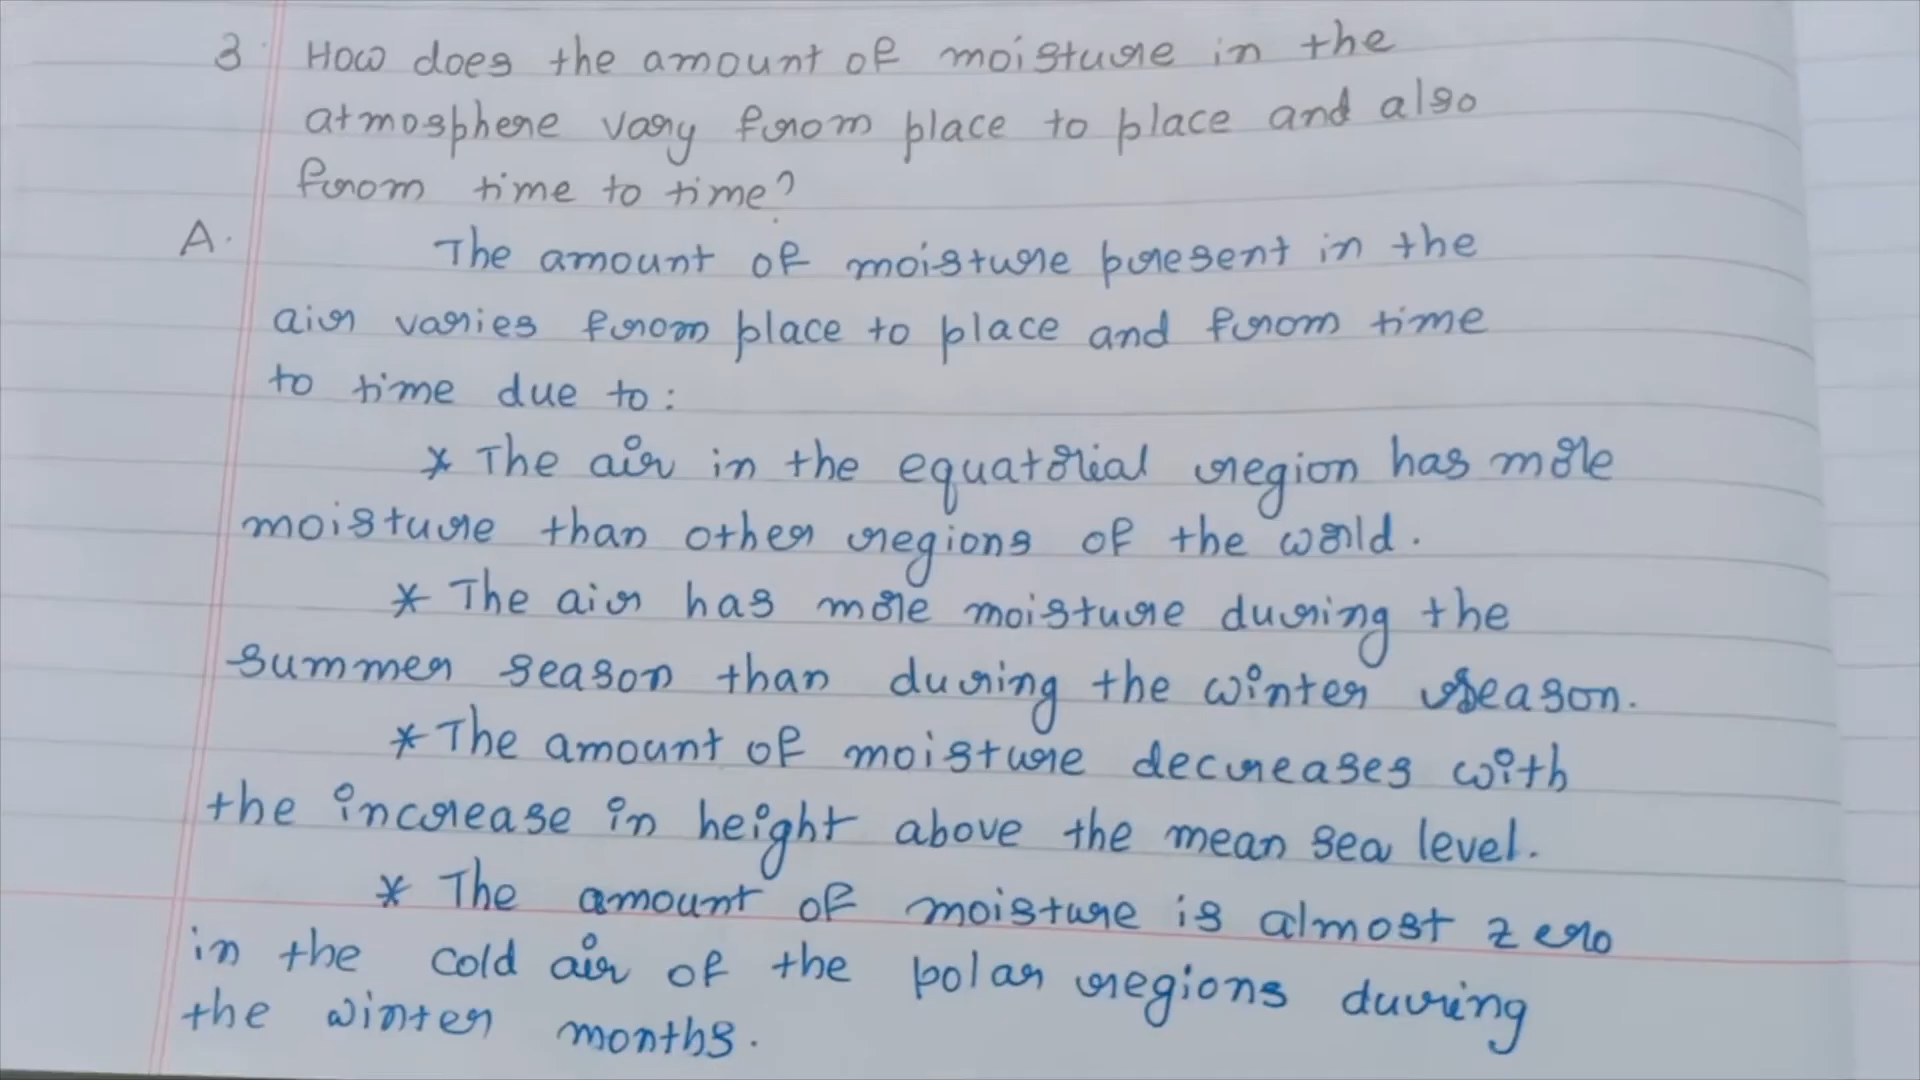 3 How does the amount of moisture in the
atmosphere vary from place to place and also
from time to time?
A. The amount of moisture present in the
air varies from place to place and from time
to time due to:
* The air in the equatorial region has more
moisture than other regions of the world.
* The air has more moisture during the
summer season than during the winter season.
* The amount of moisture decreases with
the increase in height above the mean sea level.
* The amount of moisture is almost zero
in the cold air of the polar regions during
the winter months.